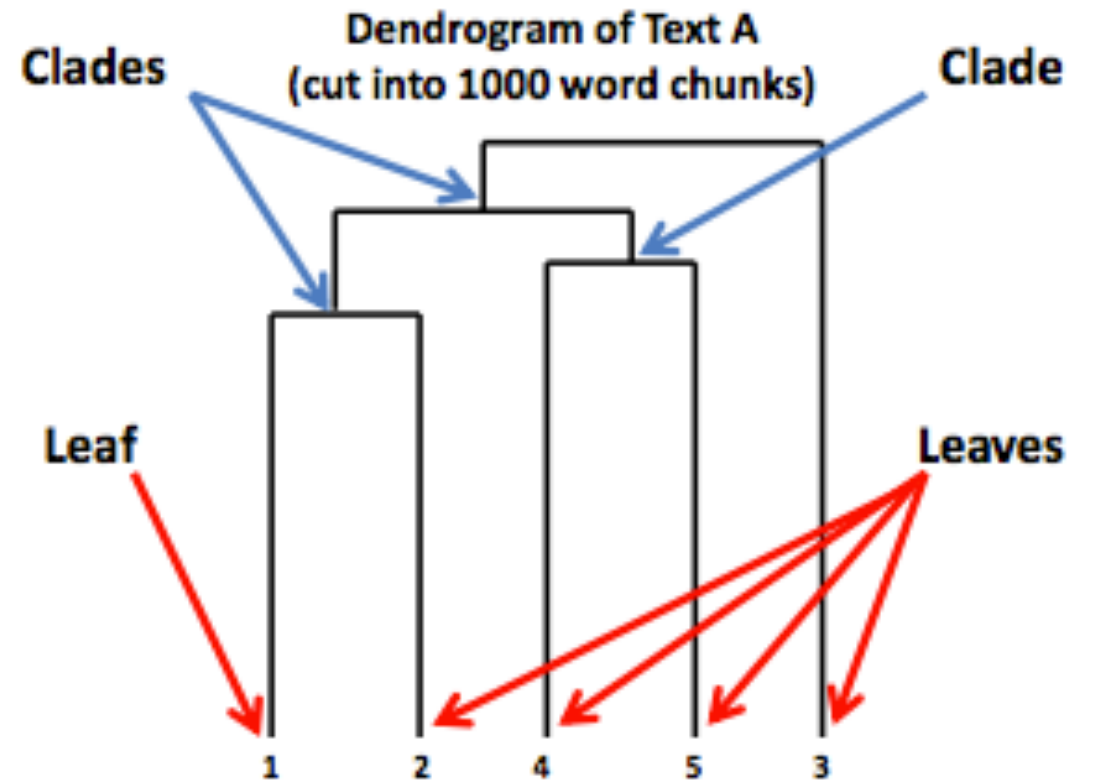 Dendrogram of Text A
(cut into 1000 word chunks)
Clades
Clade
Leaf
Leaves
1 2 4 5 3